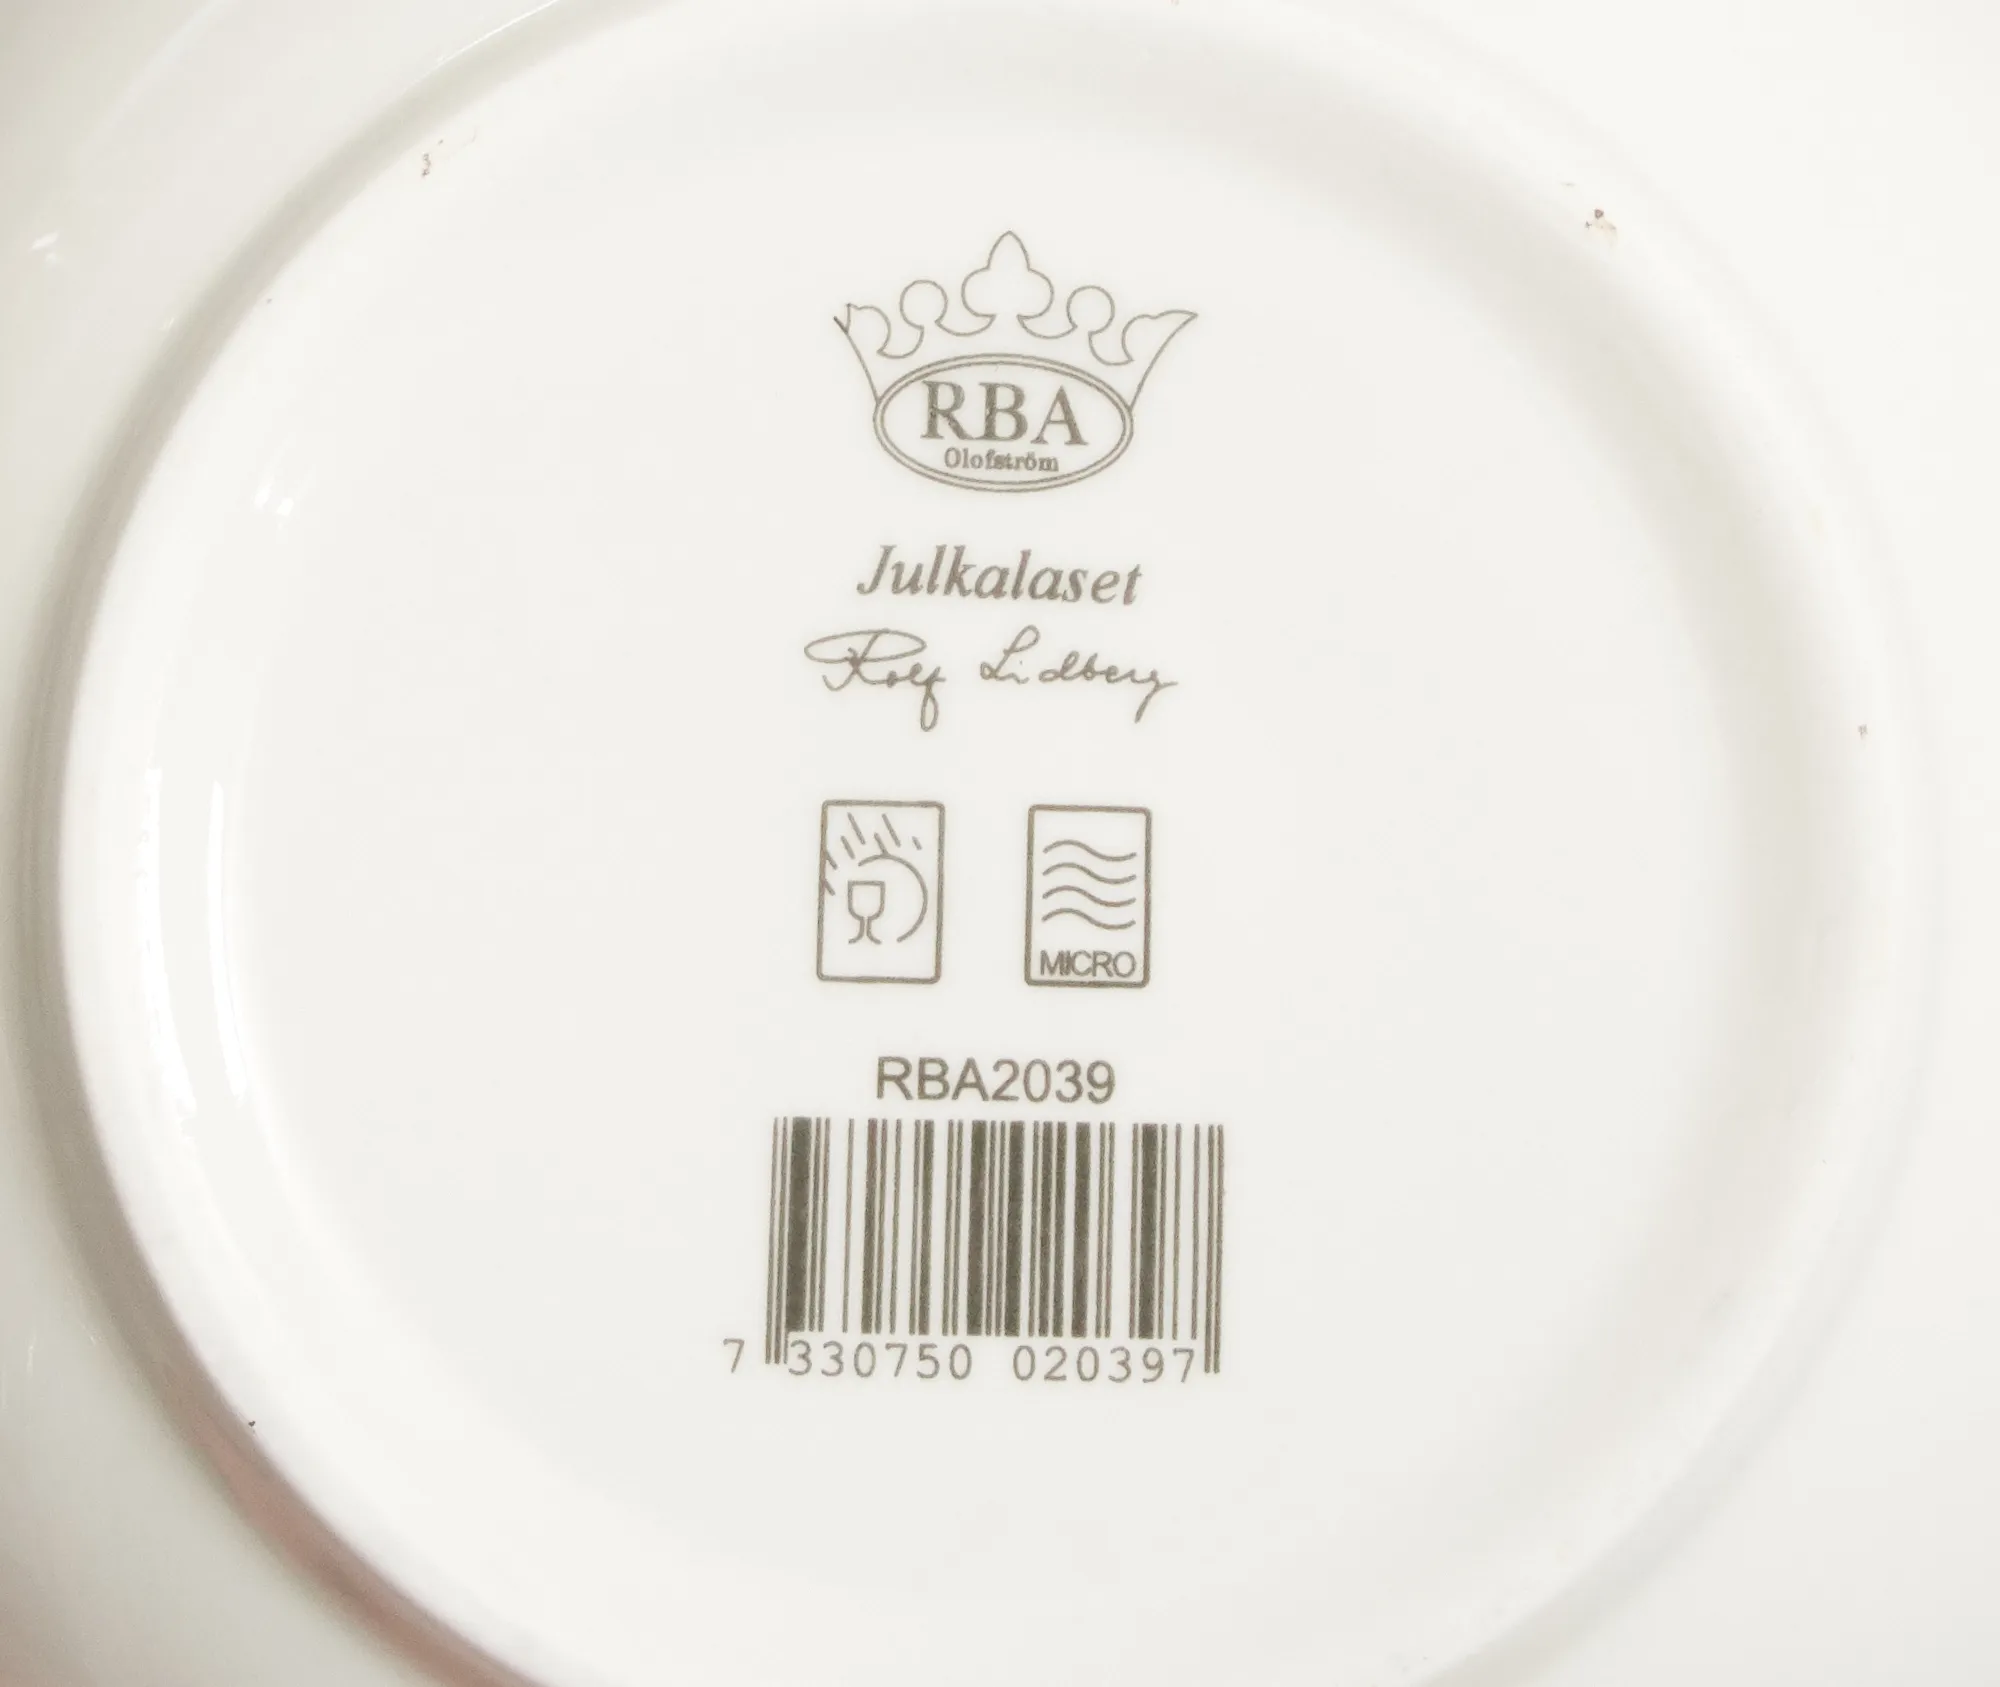 RBA
Olofström
Julkalaset
Rolf Lidberg
MICRO
RBA2039
7 330750 020397